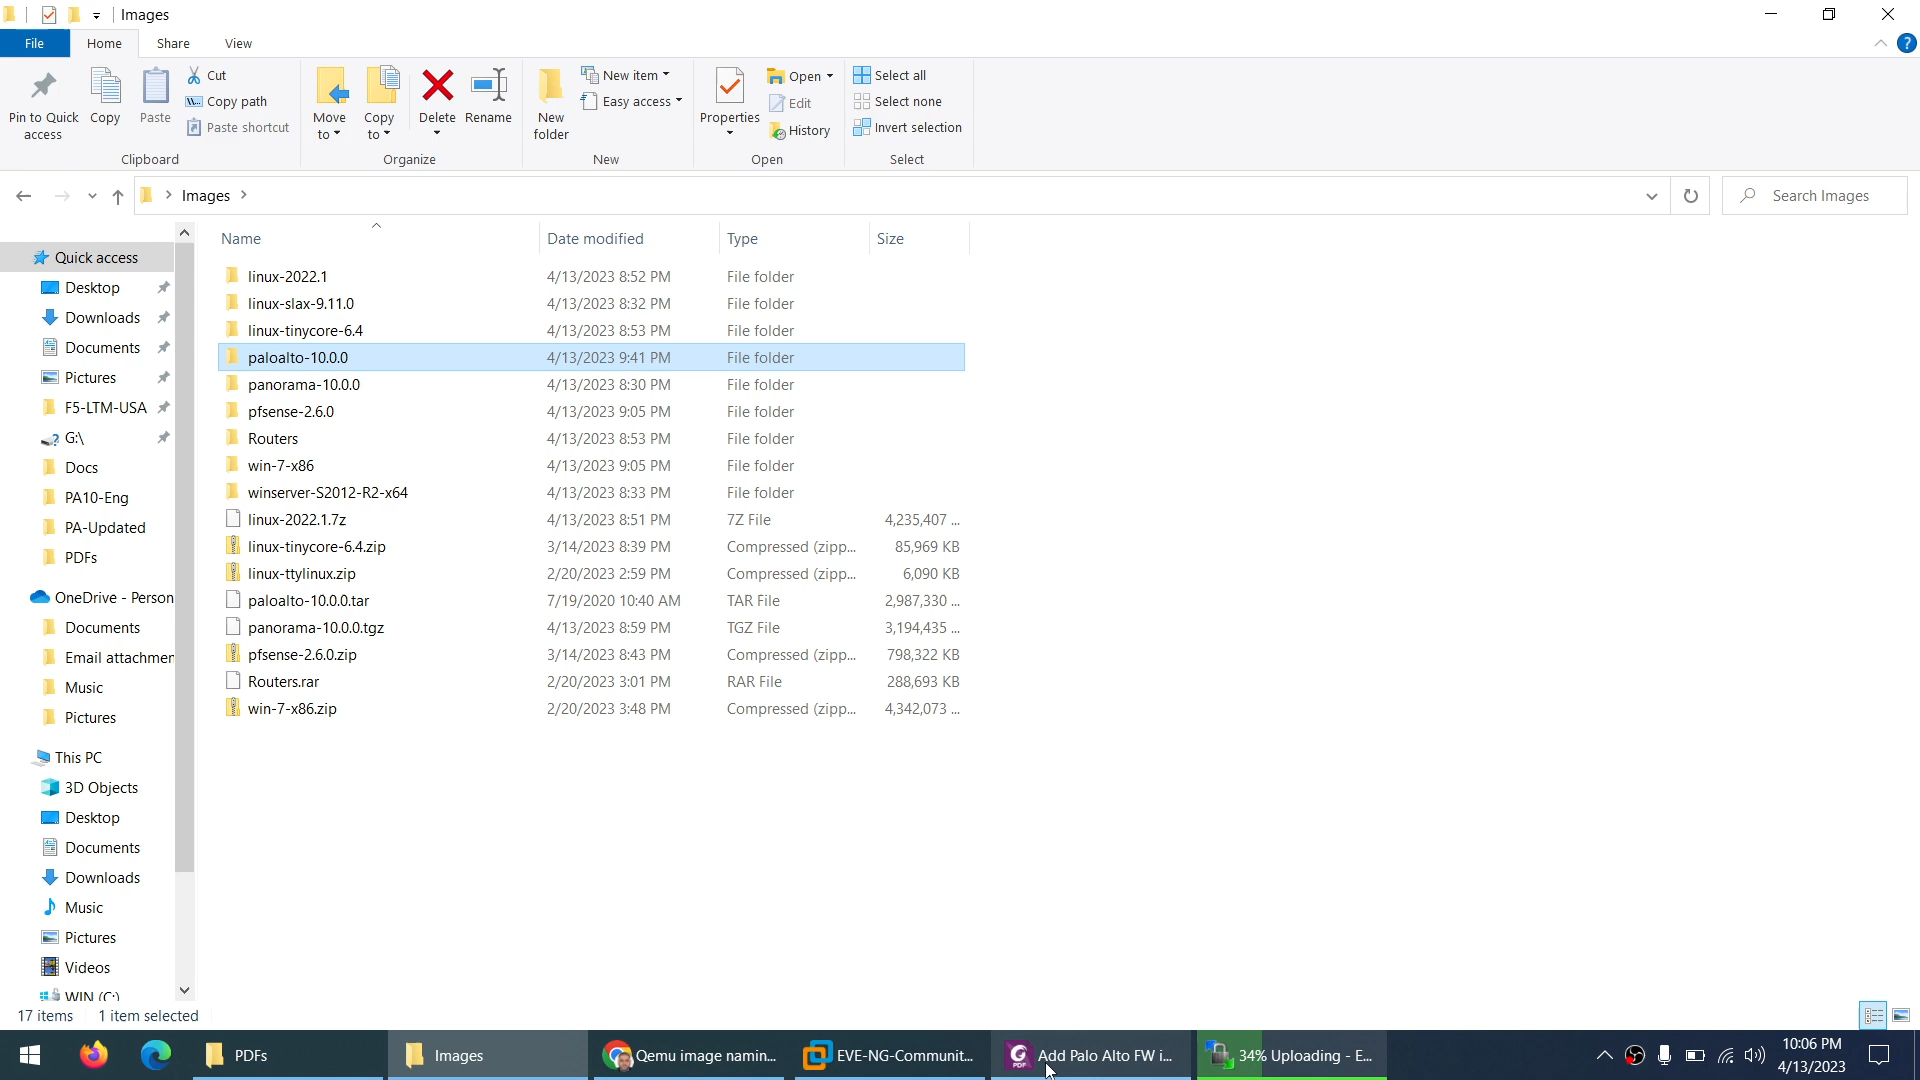 Images
File Home Share View
Pin to Quick access
Copy
Paste
Cut
Copy path
Paste shortcut
Clipboard
Move to
Copy to
Delete
Rename
Organize
New folder
New item
Easy access
New
Properties
Open
Edit
History
Open
Select all
Select none
Invert selection
Select
Images
Search Images
Name Date modified Type Size
linux-2022.1 4/13/2023 8:52 PM File folder
linux-slax-9.11.0 4/13/2023 8:32 PM File folder
linux-tinycore-6.4 4/13/2023 8:53 PM File folder
paloalto-10.0.0 4/13/2023 9:41 PM File folder
panorama-10.0.0 4/13/2023 8:30 PM File folder
pfsense-2.6.0 4/13/2023 9:05 PM File folder
Routers 4/13/2023 8:53 PM File folder
win-7-x86 4/13/2023 9:05 PM File folder
winserver-S2012-R2-x64 4/13/2023 8:33 PM File folder
linux-2022.1.7z 4/13/2023 8:51 PM 7Z File 4,235,407 ...
linux-tinycore-6.4.zip 3/14/2023 8:39 PM Compressed (zipp... 85,969 KB
linux-ttylinux.zip 2/20/2023 2:59 PM Compressed (zipp... 6,090 KB
paloalto-10.0.0.tar 7/19/2020 10:40 AM TAR File 2,987,330 ...
panorama-10.0.0.tgz 4/13/2023 8:59 PM TGZ File 3,194,435 ...
pfsense-2.6.0.zip 3/14/2023 8:43 PM Compressed (zipp... 798,322 KB
Routers.rar 2/20/2023 3:01 PM RAR File 288,693 KB
win-7-x86.zip 2/20/2023 3:48 PM Compressed (zipp... 4,342,073 ...
Quick access
Desktop
Downloads
Documents
Pictures
F5-LTM-USA
G:\
Docs
PA10-Eng
PA-Updated
PDFs
OneDrive - Person
Documents
Email attachmen
Music
Pictures
This PC
3D Objects
Desktop
Documents
Downloads
Music
Pictures
Videos
WIN (C:)
17 items 1 item selected
PDFs
Images
Qemu image namin...
EVE-NG-Communit...
PDF
Add Palo Alto FW i...
34% Uploading - E...
10:06 PM
4/13/2023